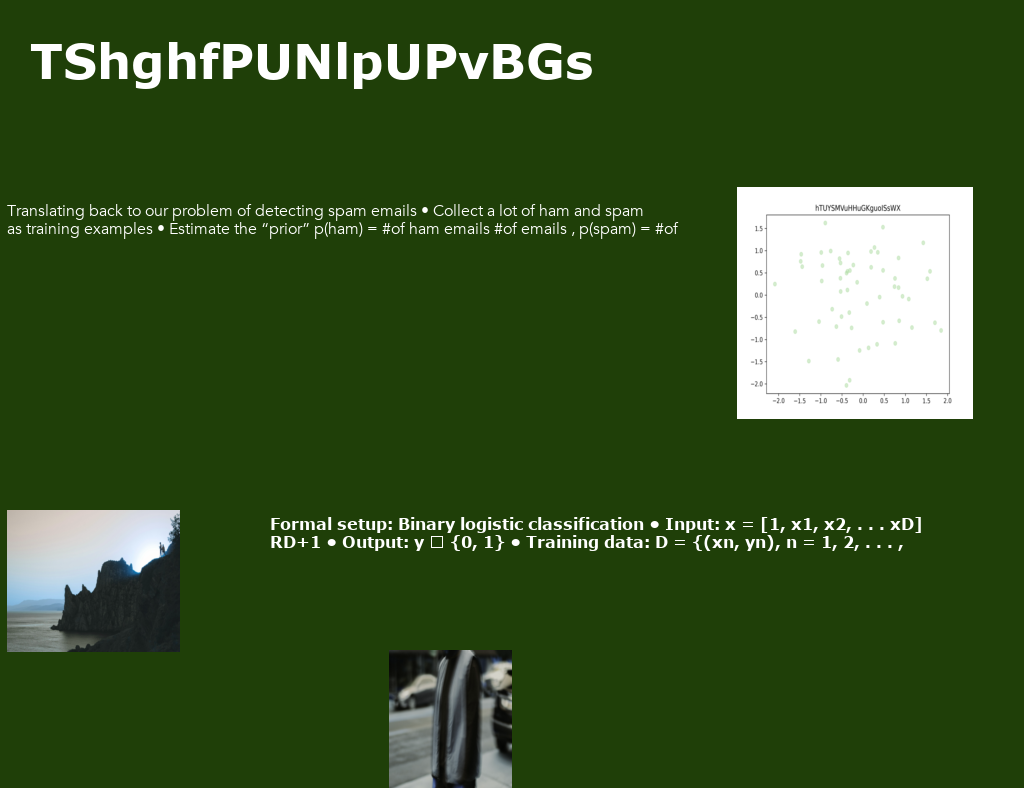 TShghfPUNlpUPvBGs
Translating back to our problem of detecting spam emails • Collect a lot of ham and spam
as training examples • Estimate the “prior” p(ham) = #of ham emails #of emails , p(spam) = #of
hTUYSMVuHHuGKguoISsWX
1.5
1.0
0.5
0.0
−0.5
−1.0
−1.5
−2.0
−2.0 −1.5 −1.0 −0.5 0.0 0.5 1.0 1.5 2.0
Formal setup: Binary logistic classification • Input: x = [1, x1, x2, . . . xD]
RD+1 • Output: y □ {0, 1} • Training data: D = {(xn, yn), n = 1, 2, . . . ,